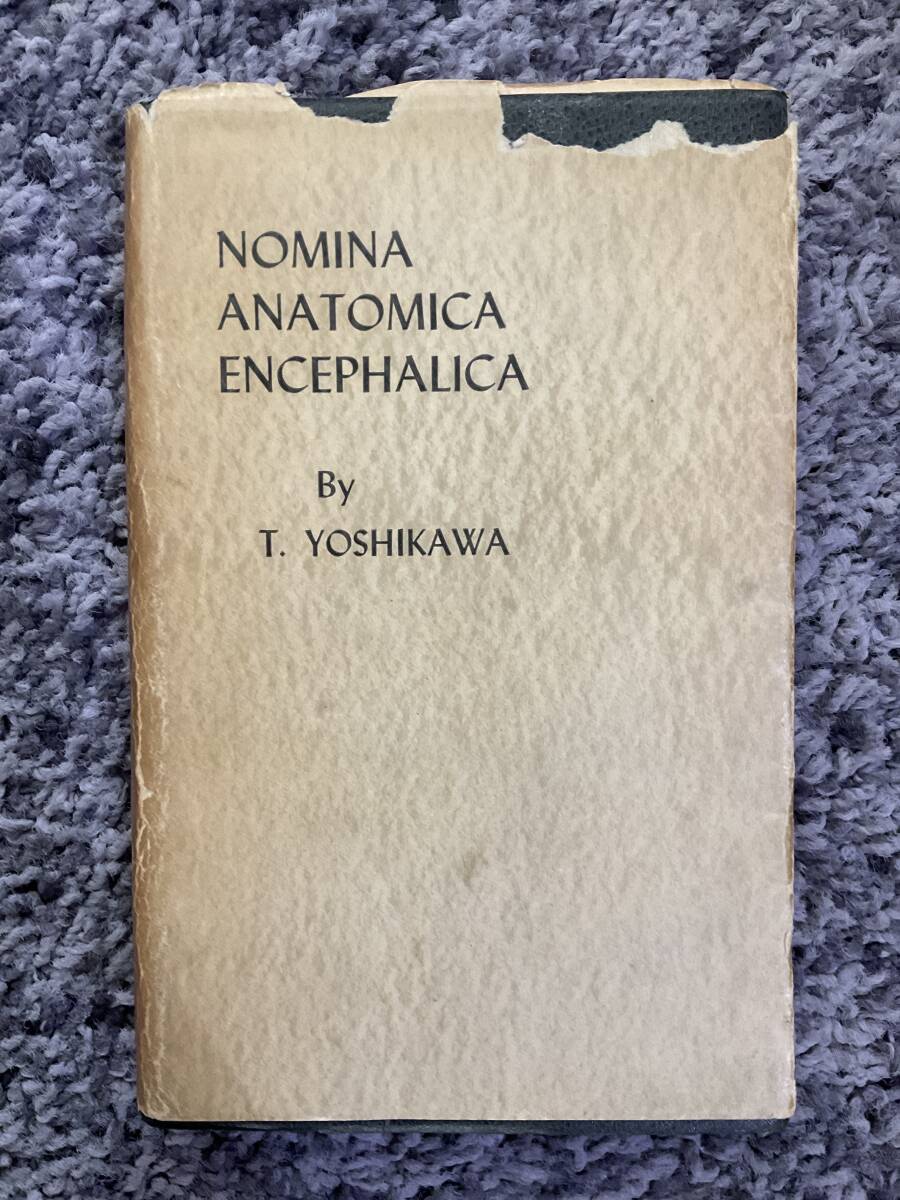 NOMINA
ANATOMICA
ENCEPHALICA
By
T. YOSHIKAWA